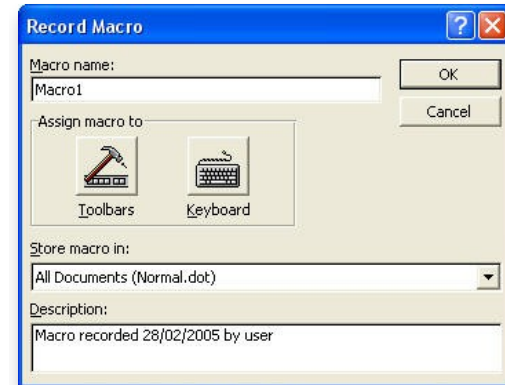 Record Macro
Macro name:
Macro1
OK
Cancel
Assign macro to
Toolbars
Keyboard
Store macro in:
All Documents (Normal.dot)
Description:
Macro recorded 28/02/2005 by user